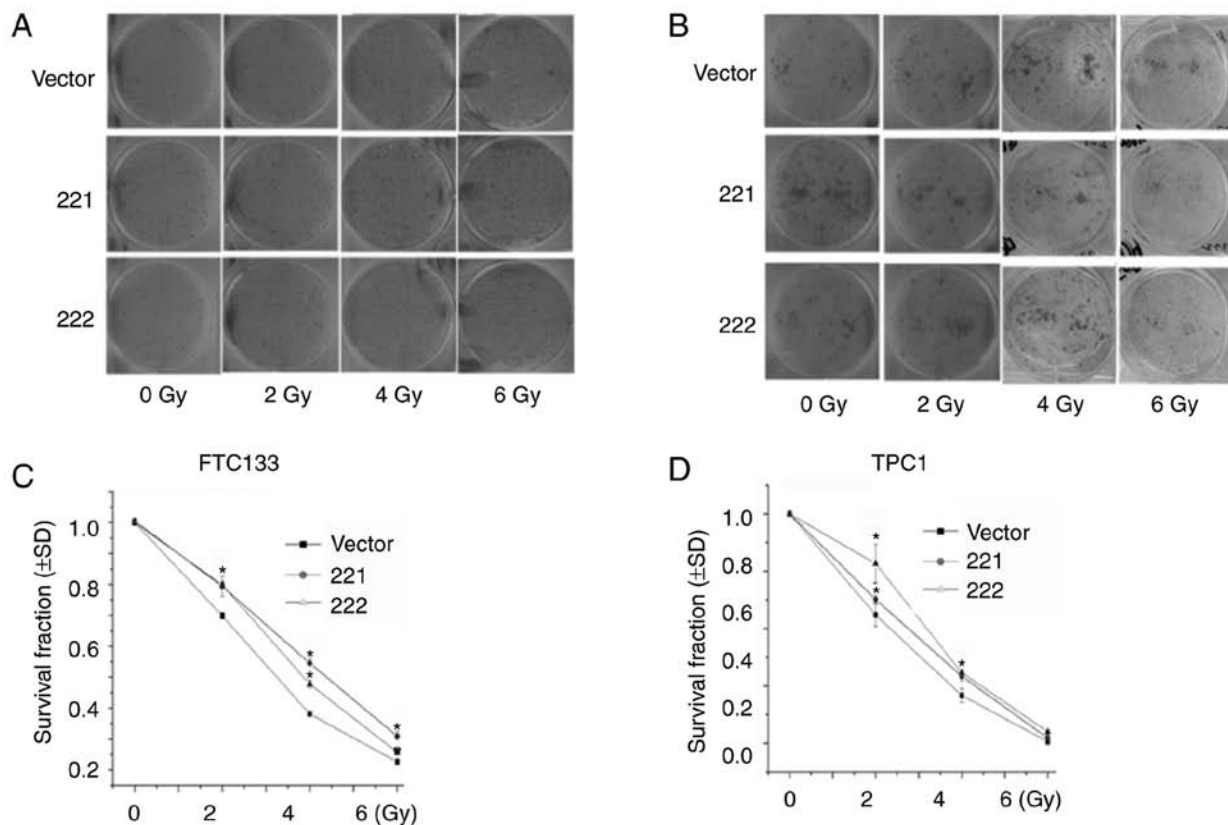 A
Vector
221
222
0 Gy
2 Gy
4 Gy
6 Gy
B
Vector
221
222
0 Gy
2 Gy
4 Gy
6 Gy
C
FTC133
Survival fraction (±SD)
1.0
0.8
0.6
0.4
0.2
*
*
*
*
Vector
221
222
0
2
4
6 (Gy)
D
TPC1
Survival fraction (±SD)
1.0
0.8
0.6
0.4
0.2
0.0
*
*
*
Vector
221
222
0
2
4
6 (Gy)